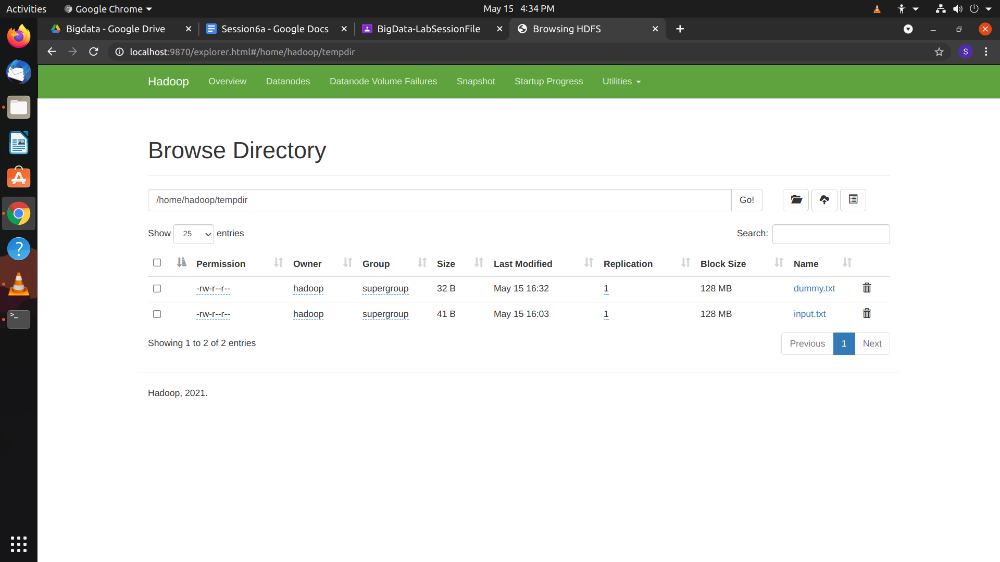 Activities Google Chrome May 15 4:34 PM
Bigdata - Google Drive Session6a - Google Docs BigData-LabSessionFile Browsing HDFS
localhost:9870/explorer.html#/home/hadoop/tempdir S
Hadoop Overview Datanodes Datanode Volume Failures Snapshot Startup Progress Utilities
Browse Directory
/home/hadoop/tempdir Go!
Show 25 entries Search:
Permission Owner Group Size Last Modified Replication Block Size Name
-rw-r--r-- hadoop supergroup 32 B May 15 16:32 1 128 MB dummy.txt
-rw-r--r-- hadoop supergroup 41 B May 15 16:03 1 128 MB input.txt
Showing 1 to 2 of 2 entries Previous 1 Next
Hadoop, 2021.